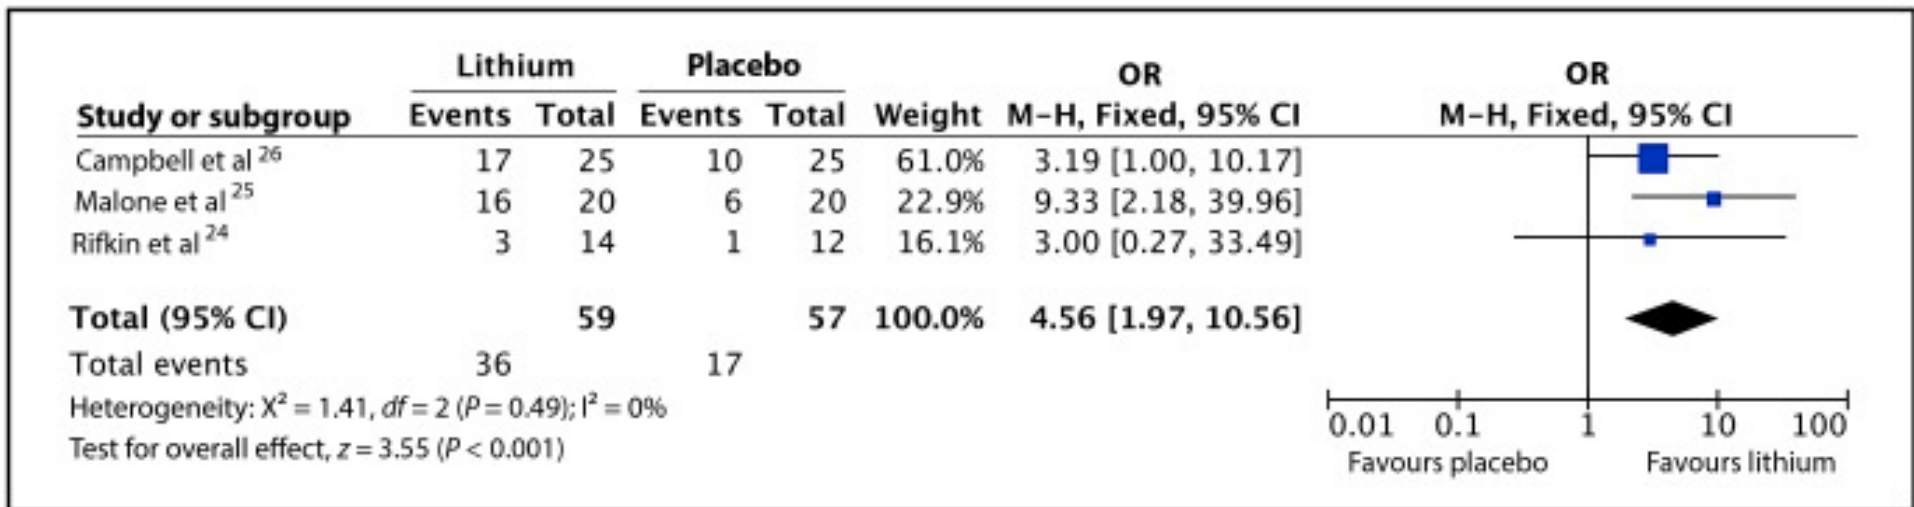 Lithium Placebo OR OR
Study or subgroup Events Total Events Total Weight M-H, Fixed, 95% CI M-H, Fixed, 95% CI
Campbell et al 26 17 25 10 25 61.0% 3.19 [1.00, 10.17]
Malone et al 25 16 20 6 20 22.9% 9.33 [2.18, 39.96]
Rifkin et al 24 3 14 1 12 16.1% 3.00 [0.27, 33.49]
Total (95% CI) 59 57 100.0% 4.56 [1.97, 10.56]
Total events 36 17
Heterogeneity: X² = 1.41, df = 2 (P = 0.49); I² = 0%
Test for overall effect, z = 3.55 (P < 0.001)
0.01 0.1 1 10 100
Favours placebo Favours lithium